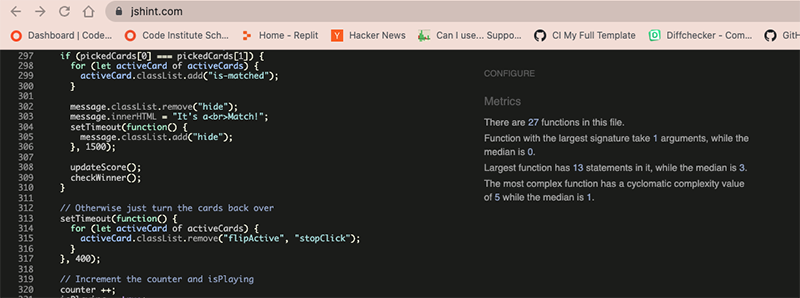 jshint.com
Dashboard | Code... Code Institute Sch... Home - Replit Hacker News Can I use... Suppo... CI My Full Template Diffchecker - Com... GitH
297 if (pickedCards[0] === pickedCards[1]) {
298 for (let activeCard of activeCards) {
299 activeCard.classList.add("is-matched");
300 }
301
302 message.classList.remove("hide");
303 message.innerHTML = "It's a<br>Match!";
304 setTimeout(function() {
305 message.classList.add("hide");
306 }, 1500);
307
308 updateScore();
309 checkWinner();
310 }
311
312 // Otherwise just turn the cards back over
313 setTimeout(function() {
314 for (let activeCard of activeCards) {
315 activeCard.classList.remove("flipActive", "stopClick");
316 }
317 }, 400);
318
319 // Increment the counter and isPlaying
320 counter ++;
CONFIGURE
Metrics
There are 27 functions in this file.
Function with the largest signature take 1 arguments, while the
median is 0.
Largest function has 13 statements in it, while the median is 3.
The most complex function has a cyclomatic complexity value
of 5 while the median is 1.